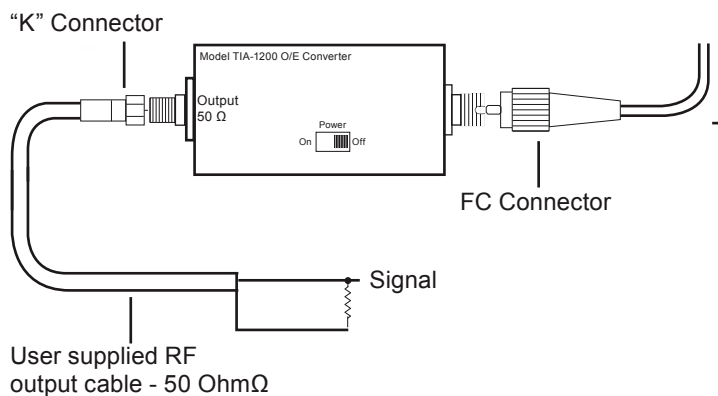 “K” Connector
Model TIA-1200 O/E Converter
Output
50 Ω
Power
On
Off
FC Connector
Signal
User supplied RF
output cable - 50 OhmΩ